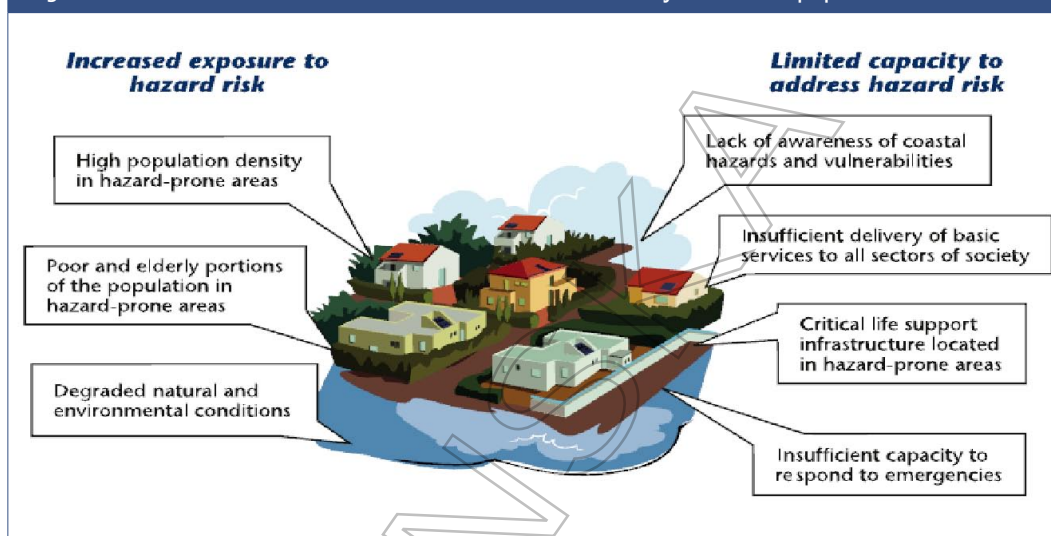 Increased exposure to
hazard risk
High population density
in hazard-prone areas
Poor and elderly portions
of the population in
hazard-prone areas
Degraded natural and
environmental conditions
Limited capacity to
address hazard risk
Lack of awareness of coastal
hazards and vulnerabilities
Insufficient delivery of basic
services to all sectors of society
Critical life support
infrastructure located
in hazard-prone areas
Insufficient capacity to
respond to emergencies